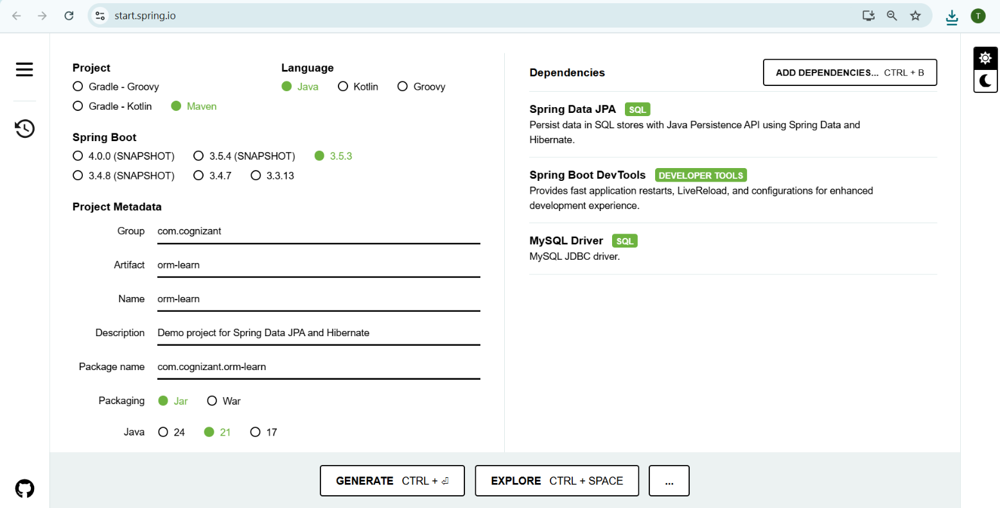 start.spring.io
T
Project
Gradle - Groovy
Gradle - Kotlin Maven
Language
Java Kotlin Groovy
Spring Boot
4.0.0 (SNAPSHOT) 3.5.4 (SNAPSHOT) 3.5.3
3.4.8 (SNAPSHOT) 3.4.7 3.3.13
Project Metadata
Group com.cognizant
Artifact orm-learn
Name orm-learn
Description Demo project for Spring Data JPA and Hibernate
Package name com.cognizant.orm-learn
Packaging Jar War
Java 24 21 17
Dependencies ADD DEPENDENCIES... CTRL + B
Spring Data JPA SQL
Persist data in SQL stores with Java Persistence API using Spring Data and
Hibernate.
Spring Boot DevTools DEVELOPER TOOLS
Provides fast application restarts, LiveReload, and configurations for enhanced
development experience.
MySQL Driver SQL
MySQL JDBC driver.
GENERATE CTRL + ⏎ EXPLORE CTRL + SPACE ...